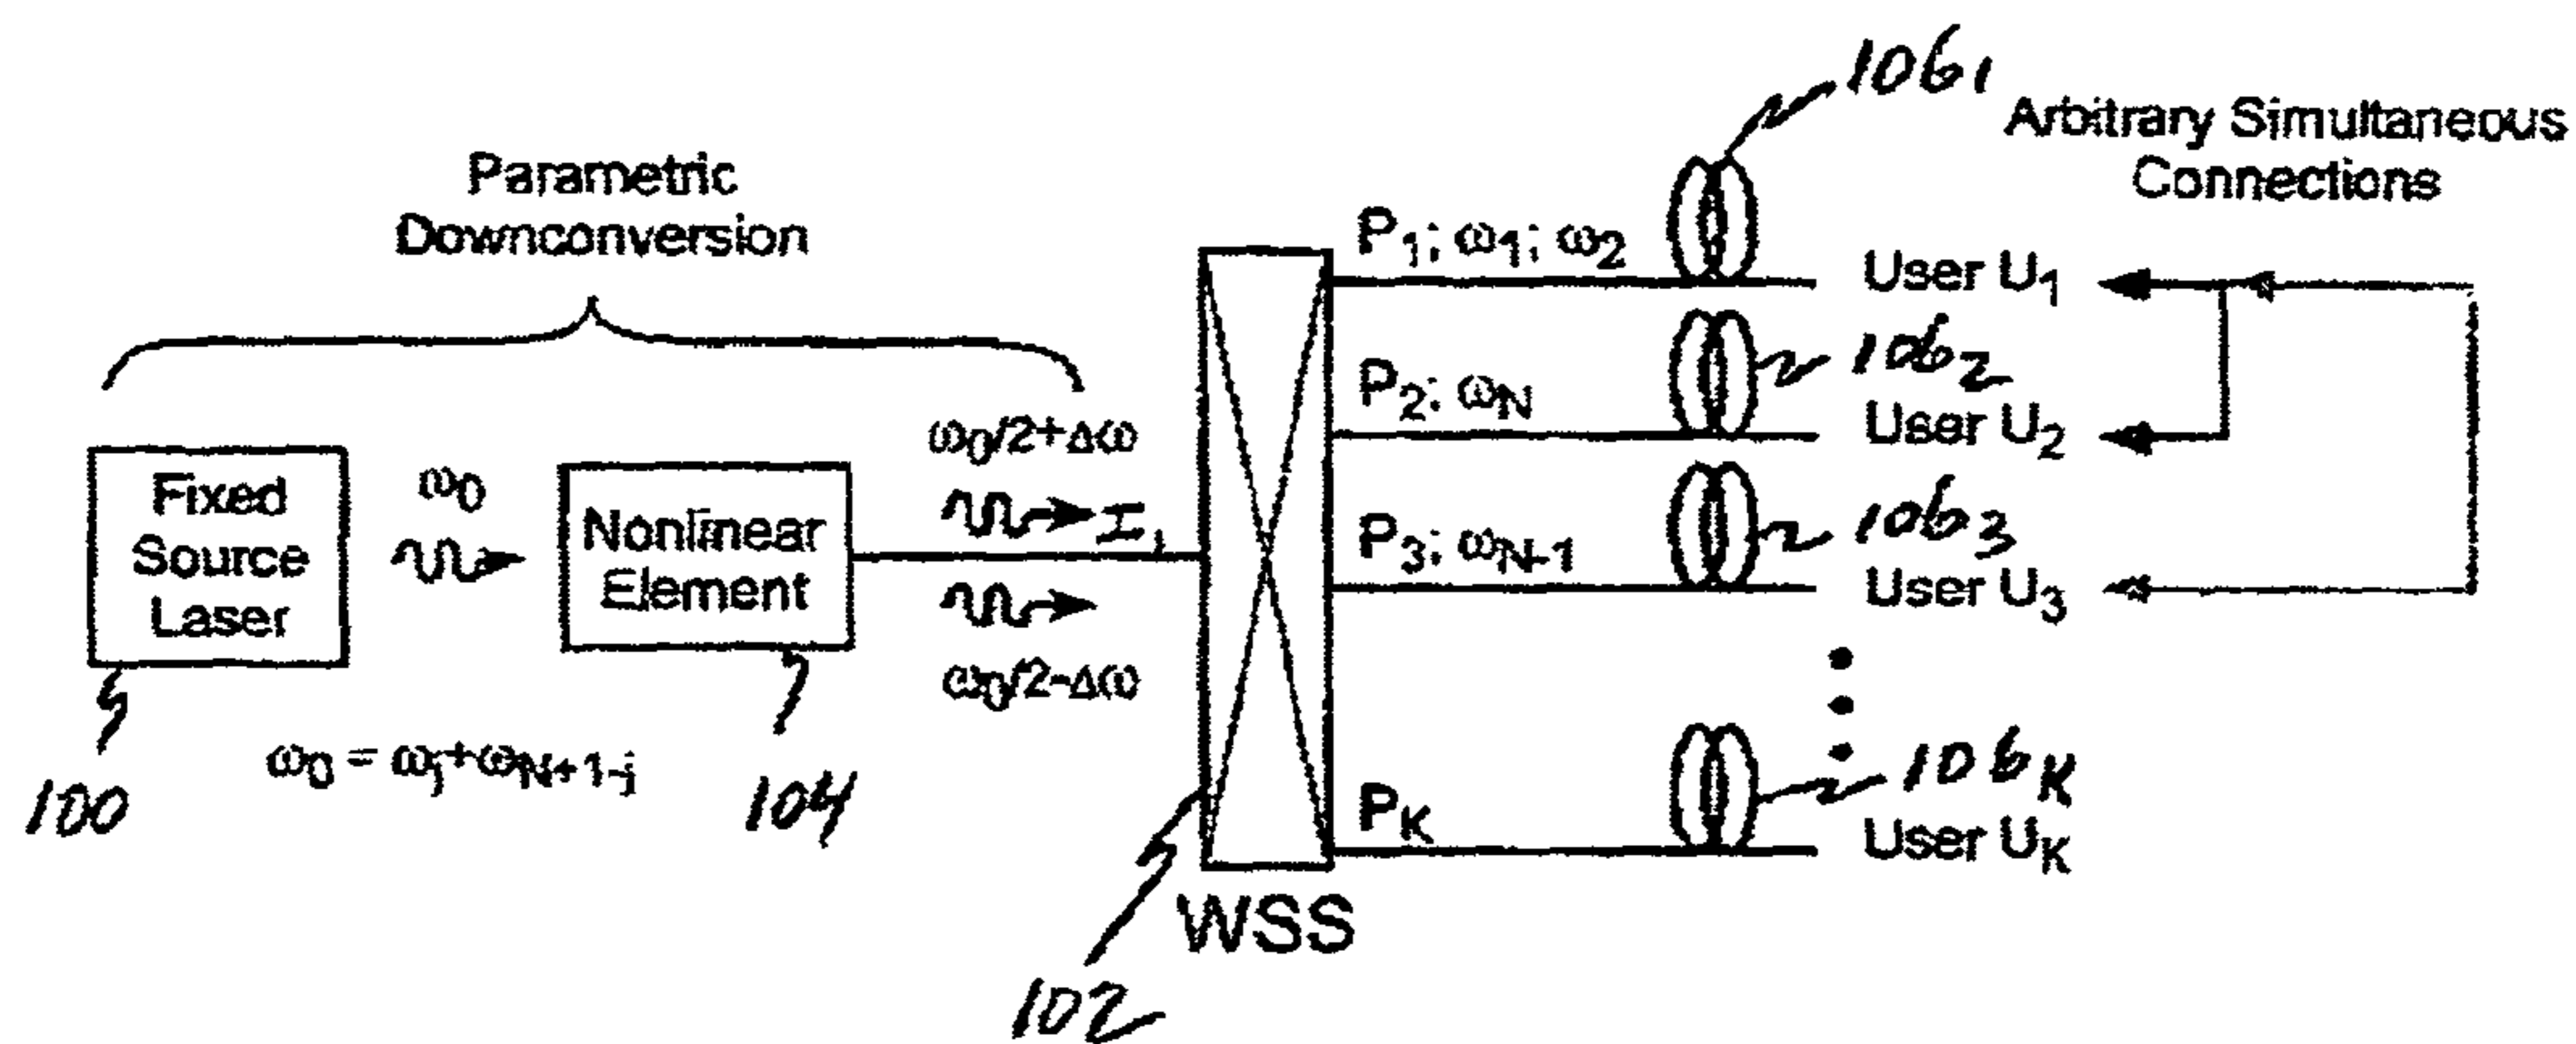 Parametric
Downconversion
Fixed
Source
Laser
ω0
Nonlinear
Element
ω0/2+Δω
I1
ω0/2-Δω
ω0 = ωj+ωN+1-j
100
104
102
WSS
P1; ω1; ω2
P2: ωN
P3; ωN-1
PK
1061
1062
1063
106K
User U1
User U2
User U3
User UK
Arbitrary Simultaneous
Connections